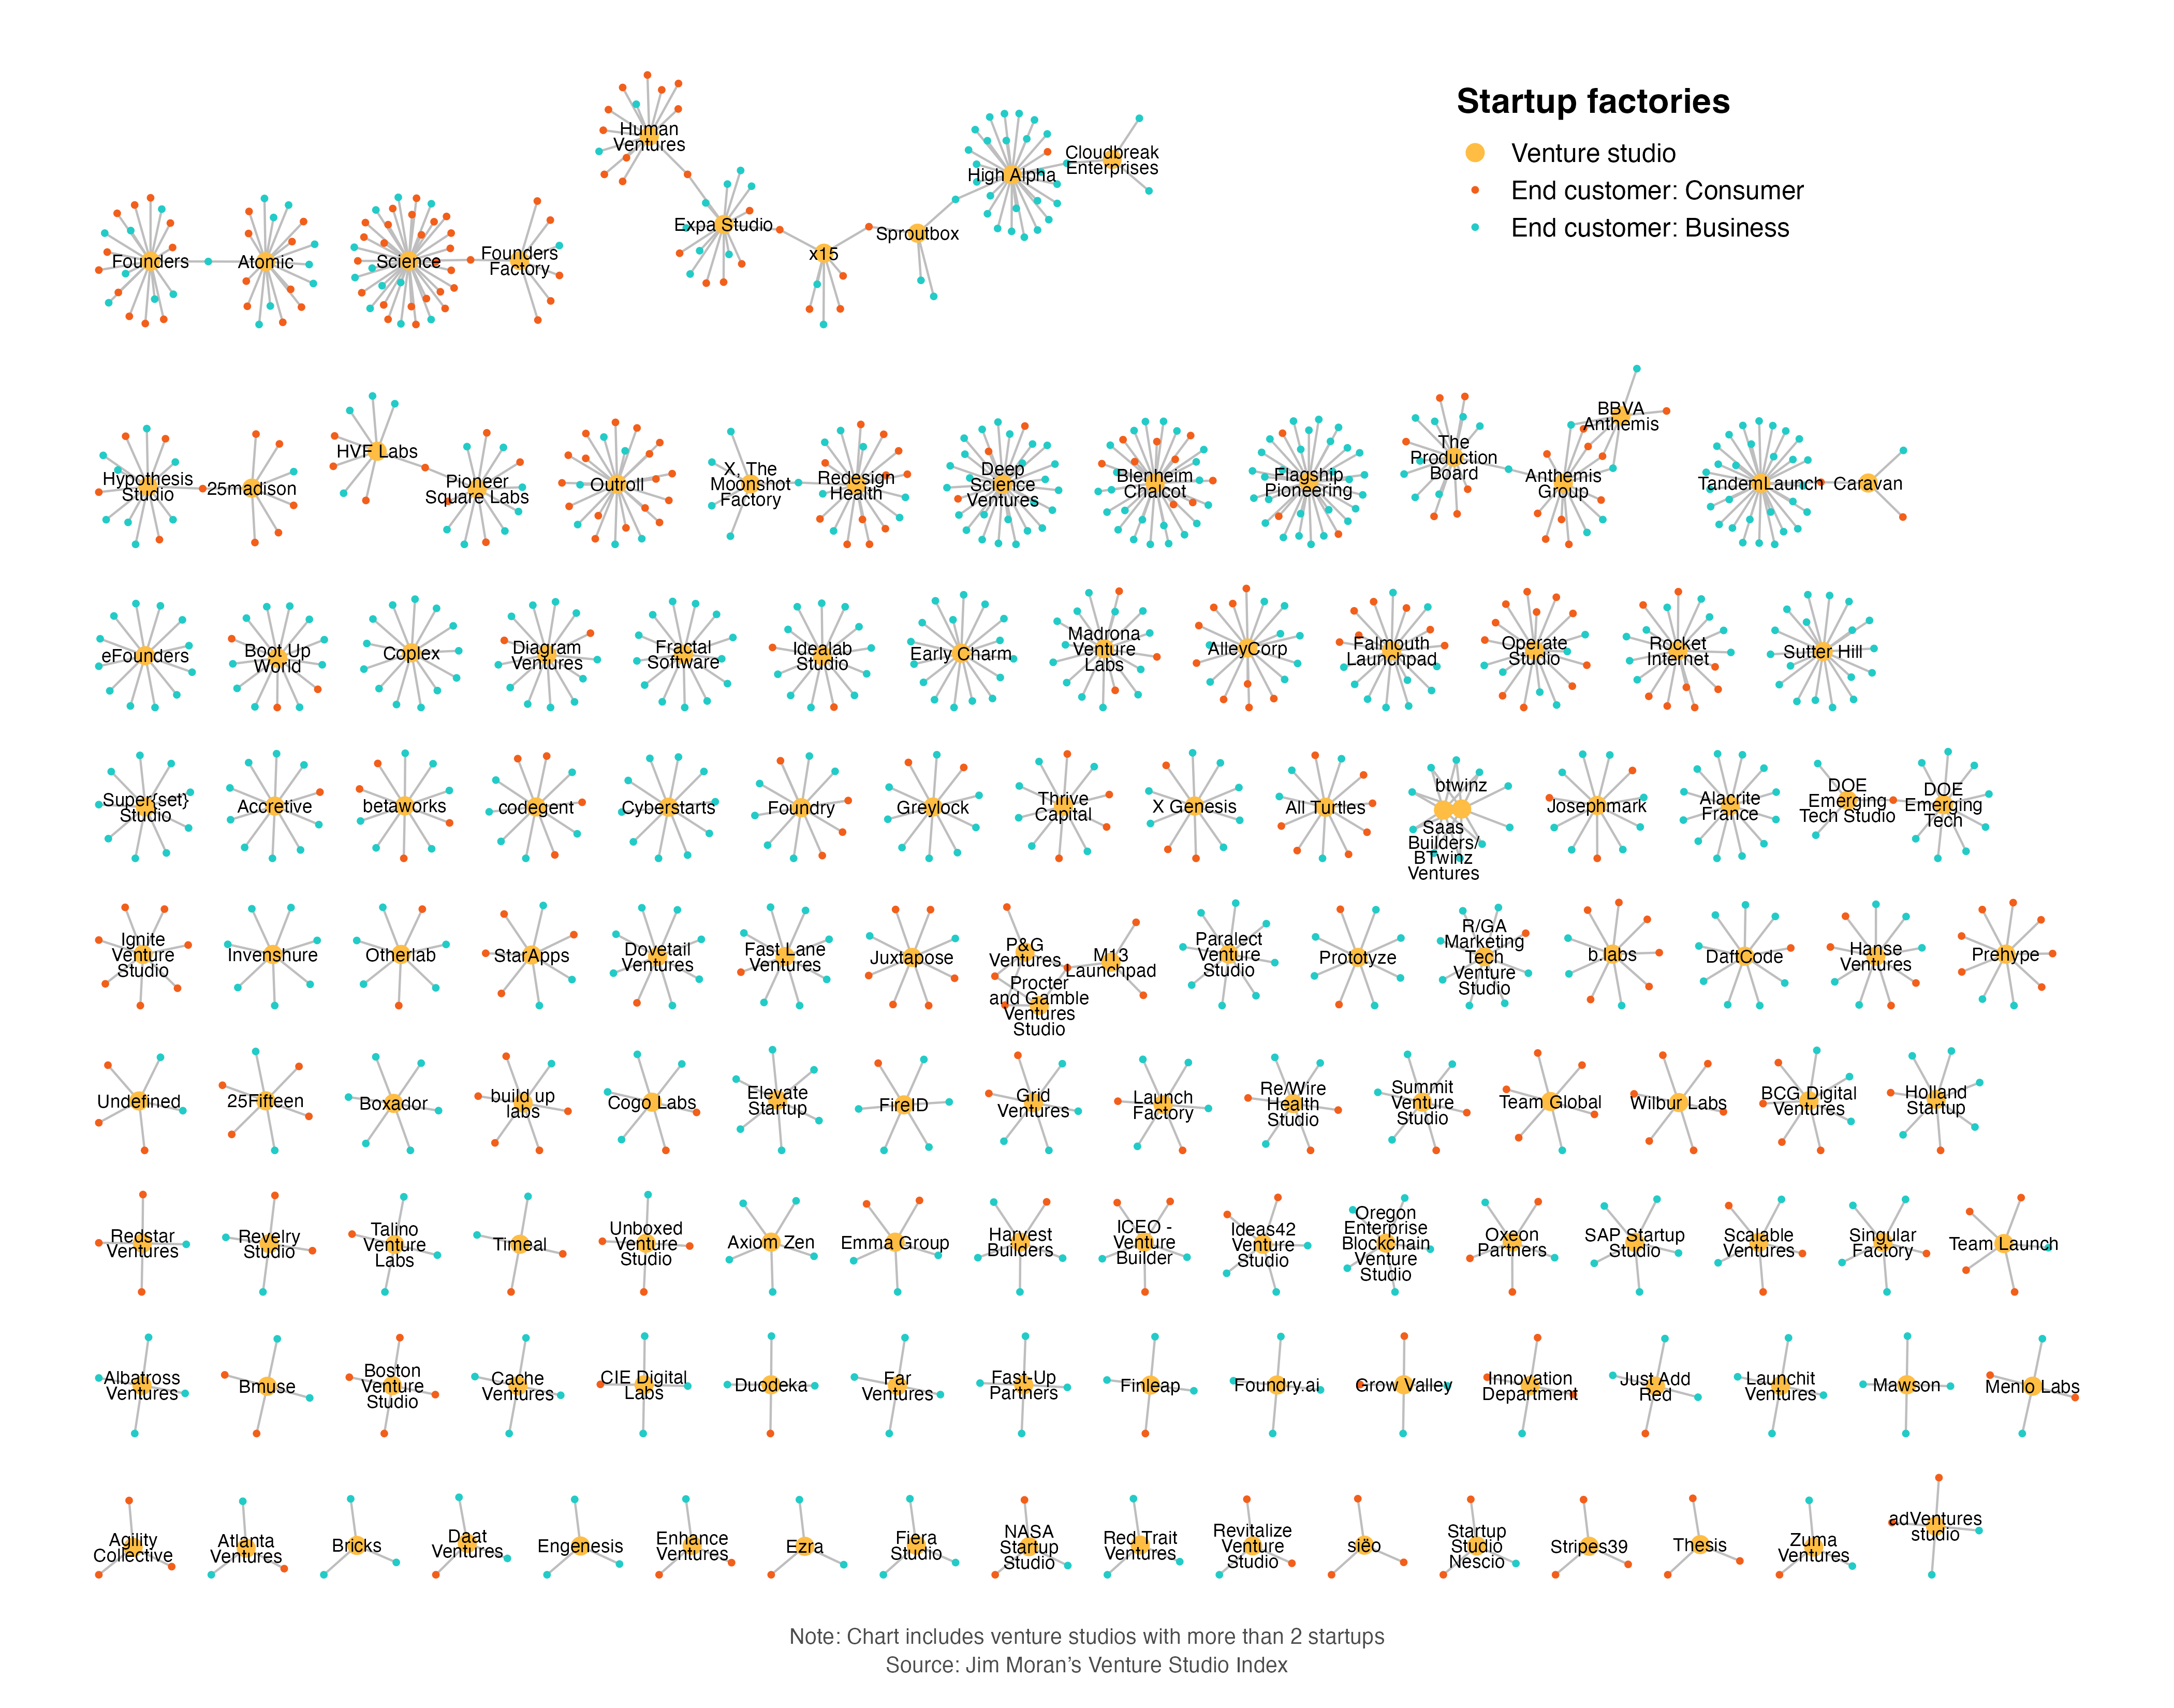 Startup factories
Venture studio
End customer: Consumer
End customer: Business
Human
Ventures
High Alpha
Cloudbreak
Enterprises
Founders
Atomic
Science
Founders
Factory
Expa Studio
x15
Sproutbox
Hypothesis
Studio
25madison
HVF Labs
Pioneer
Square Labs
Outroll
X, The
Moonshot
Factory
Redesign
Health
Deep
Science
Ventures
Blenheim
Chalcot
Flagship
Pioneering
The
Production
Board
Anthemis
Group
BBVA
Anthemis
TandemLaunch
Caravan
eFounders
Boot Up
World
Coplex
Diagram
Ventures
Fractal
Software
Idealab
Studio
Early Charm
Madrona
Venture
Labs
AlleyCorp
Falmouth
Launchpad
Operate
Studio
Rocket
Internet
Sutter Hill
Super{set}
Studio
Accretive
betaworks
codegent
Cyberstarts
Foundry
Greylock
Thrive
Capital
X Genesis
All Turtles
btwinz
Saas
Builders/
BTwinz
Ventures
Josephmark
Alacrite
France
DOE
Emerging
Tech Studio
DOE
Emerging
Tech
Ignite
Venture
Studio
Invenshure
Otherlab
StarApps
Dovetail
Ventures
Fast Lane
Ventures
Juxtapose
P&G
Ventures
Procter
and Gamble
Ventures
Studio
M13
Launchpad
Paralect
Venture
Studio
Prototyze
R/GA
Marketing
Tech
Venture
Studio
b.labs
DaftCode
Hanse
Ventures
Prehype
Undefined
25Fifteen
Boxador
build up
labs
Cogo Labs
Elevate
Startup
FireID
Grid
Ventures
Launch
Factory
Re/Wire
Health
Studio
Summit
Venture
Studio
Team Global
Wilbur Labs
BCG Digital
Ventures
Holland
Startup
Redstar
Ventures
Revelry
Studio
Talino
Venture
Labs
Timeal
Unboxed
Venture
Studio
Axiom Zen
Emma Group
Harvest
Builders
ICEO -
Venture
Builder
Ideas42
Venture
Studio
Oregon
Enterprise
Blockchain
Venture
Studio
Oxeon
Partners
SAP Startup
Studio
Scalable
Ventures
Singular
Factory
Team Launch
Albatross
Ventures
Bmuse
Boston
Venture
Studio
Cache
Ventures
CIE Digital
Labs
Duodeka
Far
Ventures
Fast-Up
Partners
Finleap
Foundry.ai
Grow Valley
Innovation
Department
Just Add
Red
Launchit
Ventures
Mawson
Menlo Labs
Agility
Collective
Atlanta
Ventures
Bricks
Daat
Ventures
Engenesis
Enhance
Ventures
Ezra
Fiera
Studio
NASA
Startup
Studio
Red Trait
Ventures
Revitalize
Venture
Studio
siëo
Startup
Studio
Nescio
Stripes39
Thesis
Zuma
Ventures
adVentures
studio
Note: Chart includes venture studios with more than 2 startups
Source: Jim Moran's Venture Studio Index